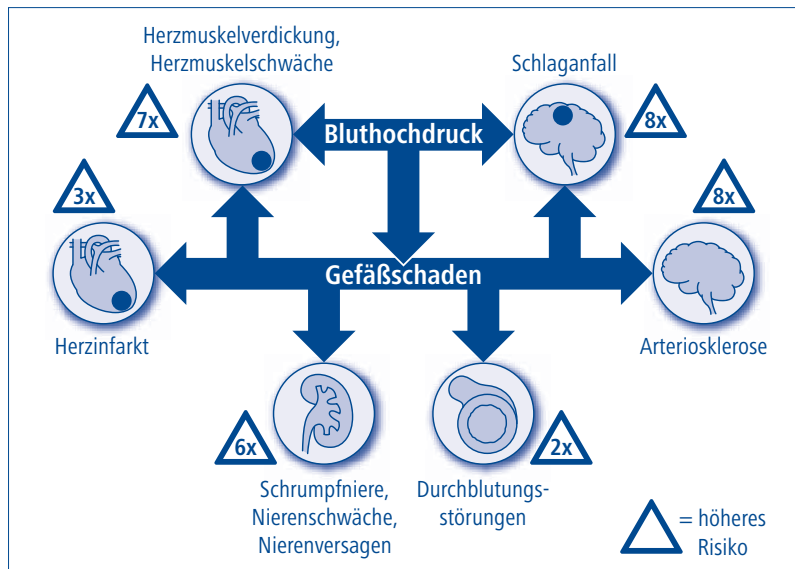 Herzmuskelverdickung,
Herzmuskelschwäche
Schlaganfall
7x
Bluthochdruck
8x
3x
8x
Gefäßschaden
Herzinfarkt
Arteriosklerose
6x
2x
Schrumpfniere,
Nierenschwäche,
Nierenversagen
Durchblutungs-
störungen
= höheres
Risiko